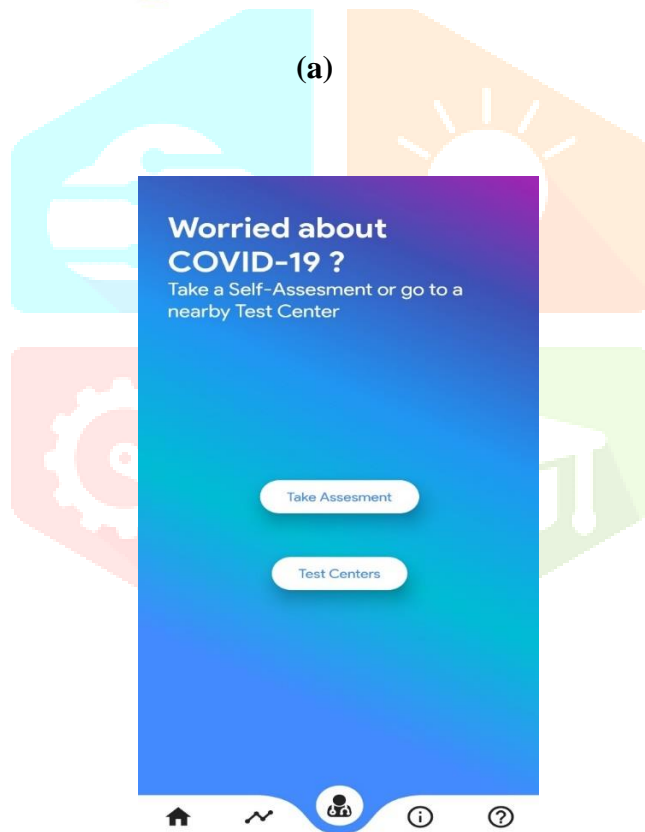 (a)
Worried about
COVID-19 ?
Take a Self-Assesment or go to a
nearby Test Center
Take Assesment
Test Centers